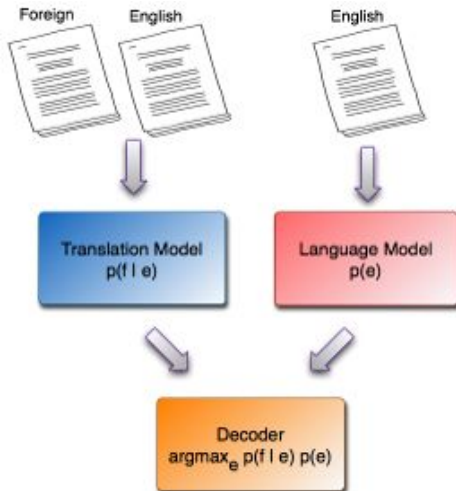 Foreign
English
English
Translation Model
p(f | e)
Language Model
p(e)
Decoder
argmax_e p(f | e) p(e)